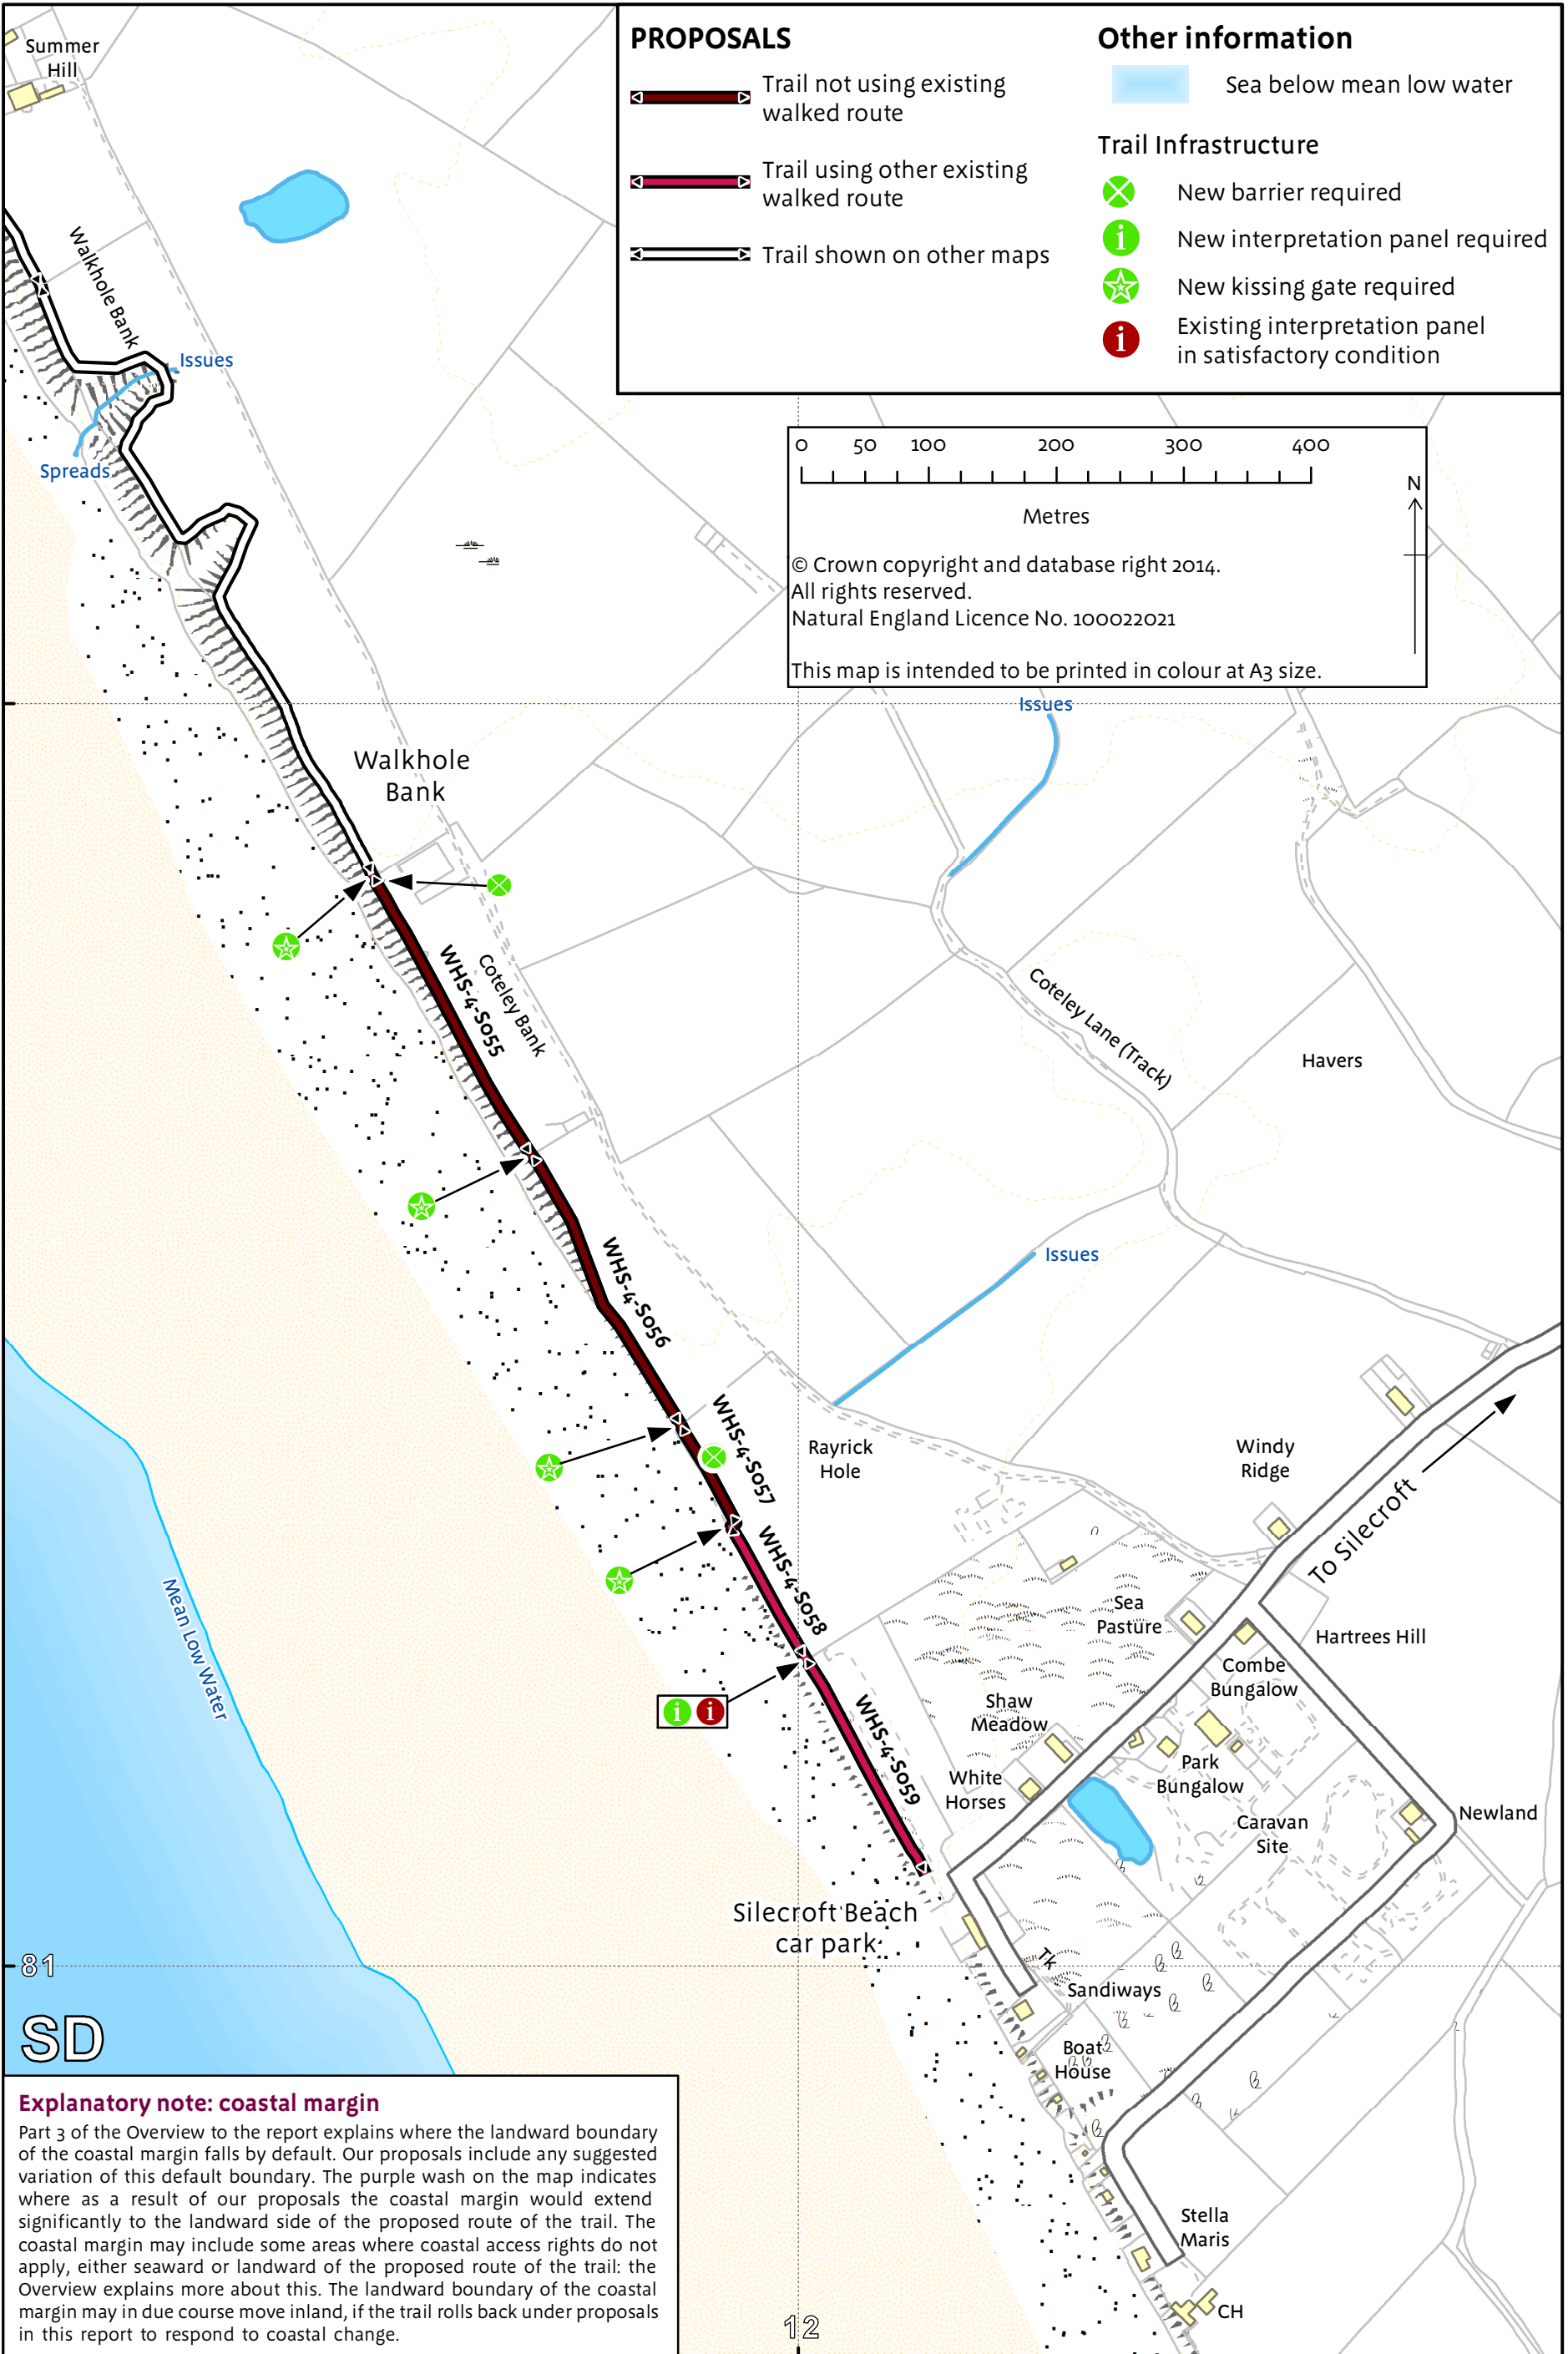 PROPOSALS
Trail not using existing
walked route
Trail using other existing
walked route
Trail shown on other maps
Other information
Sea below mean low water
Trail Infrastructure
New barrier required
i New interpretation panel required
New kissing gate required
i Existing interpretation panel
in satisfactory condition
0 50 100 200 300 400
Metres
N
© Crown copyright and database right 2014.
All rights reserved.
Natural England Licence No. 100022021
This map is intended to be printed in colour at A3 size.
Summer
Hill
Walkhole Bank
Issues
Spreads
Issues
Walkhole
Bank
WHS-4-S055
Coteley Bank
Coteley Lane (Track)
Havers
WHS-4-S056
Issues
WHS-4-S057
Rayrick
Hole
Windy
Ridge
To Silecroft
WHS-4-S058
Sea
Pasture
Hartrees Hill
Combe
Bungalow
Mean Low Water
i i
WHS-4-S059
Shaw
Meadow
Park
Bungalow
White
Horses
Caravan
Site
Newland
Silecroft Beach
car park
Tk
81
Sandiways
SD
Boat
House
Stella
Maris
CH
12
Explanatory note: coastal margin
Part 3 of the Overview to the report explains where the landward boundary
of the coastal margin falls by default. Our proposals include any suggested
variation of this default boundary. The purple wash on the map indicates
where as a result of our proposals the coastal margin would extend
significantly to the landward side of the proposed route of the trail. The
coastal margin may include some areas where coastal access rights do not
apply, either seaward or landward of the proposed route of the trail: the
Overview explains more about this. The landward boundary of the coastal
margin may in due course move inland, if the trail rolls back under proposals
in this report to respond to coastal change.